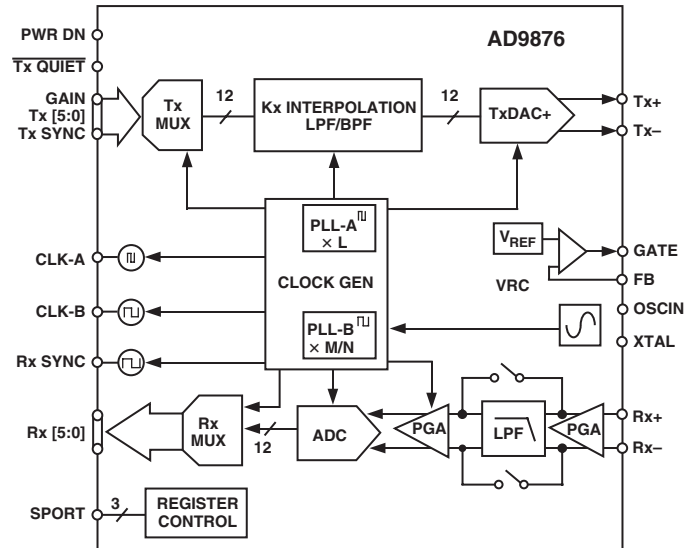 AD9876
PWR DN
Tx QUIET
GAIN
Tx [5:0]
Tx SYNC
Tx
MUX
12
Kx INTERPOLATION
LPF/BPF
12
TxDAC+
Tx+
Tx–
PLL-A
× L
CLOCK GEN
PLL-B
× M/N
CLK-A
CLK-B
Rx SYNC
VREF
VRC
GATE
FB
OSCIN
XTAL
Rx [5:0]
Rx
MUX
12
ADC
PGA
LPF
PGA
Rx+
Rx–
SPORT
3
REGISTER
CONTROL